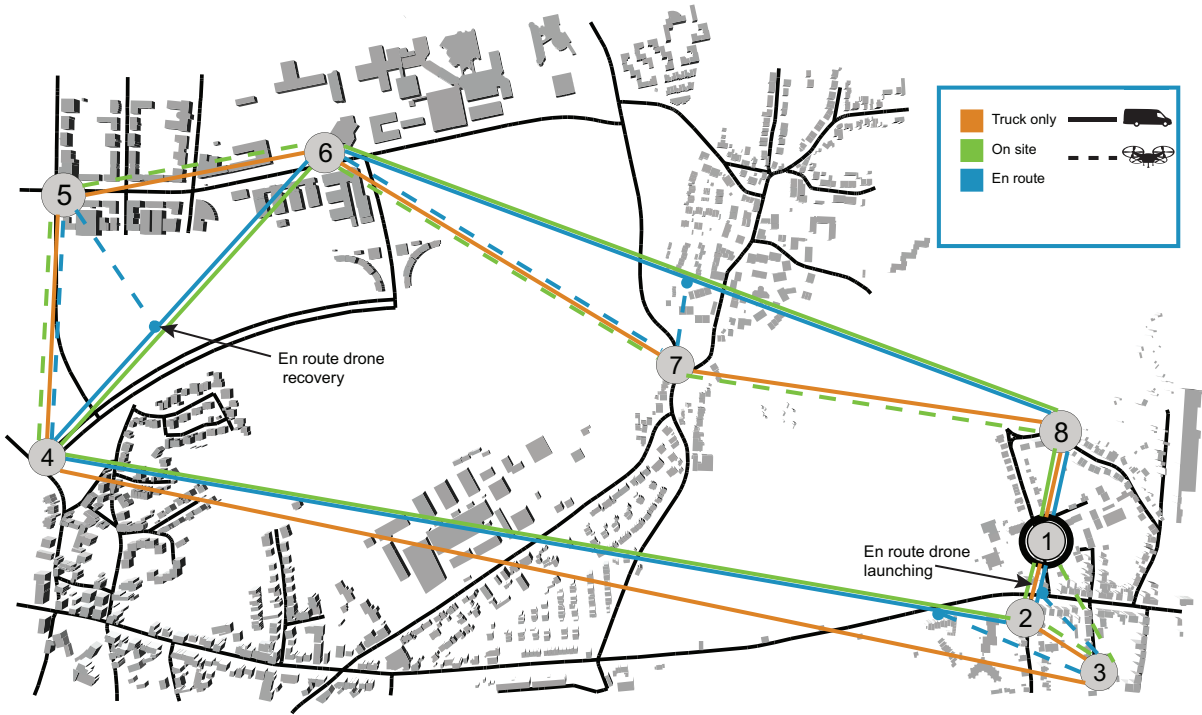 Truck only
On site
En route
6
5
En route drone
recovery
7
8
4
1
En route drone
launching
2
3